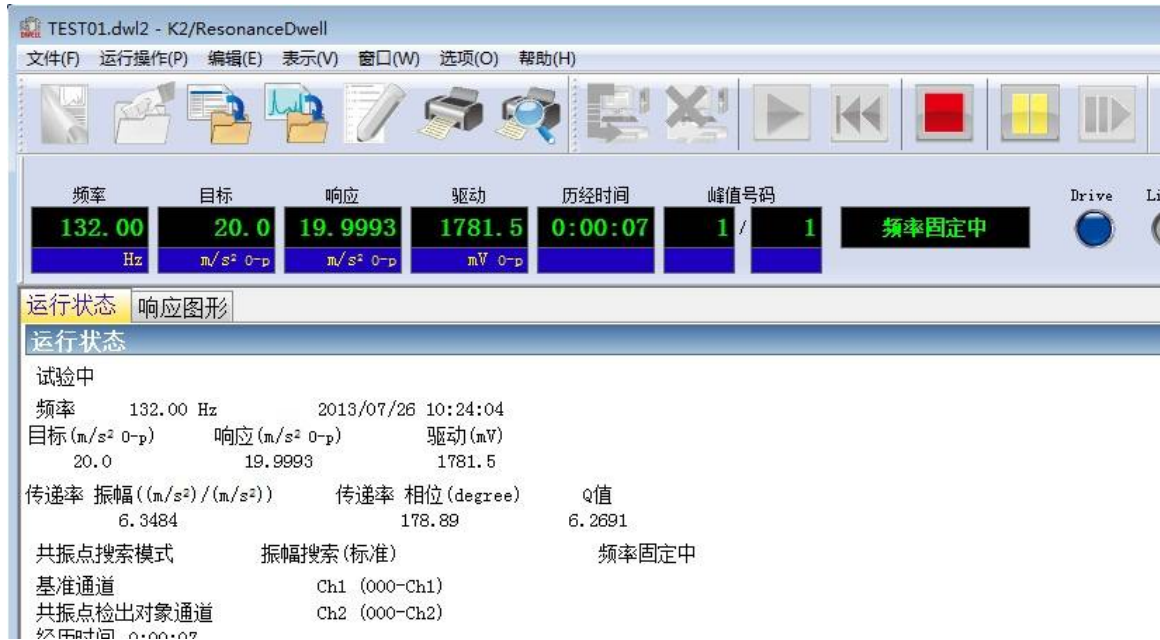 TEST01.dwl2 - K2/ResonanceDwell
文件(F) 运行操作(P) 编辑(E) 表示(V) 窗口(W) 选项(O) 帮助(H)
频率 目标 响应 驱动 历经时间 峰值号码 Drive Li
132.00 20.0 19.9993 1781.5 0:00:07 1 / 1 频率固定中
Hz m/s² 0-p m/s² 0-p mV 0-p
运行状态 响应图形
运行状态
试验中
频率 132.00 Hz 2013/07/26 10:24:04
目标(m/s² 0-p) 响应(m/s² 0-p) 驱动(mV)
20.0 19.9993 1781.5
传递率 振幅((m/s²)/(m/s²)) 传递率 相位(degree) Q值
6.3484 178.89 6.2691
共振点搜索模式 振幅搜索(标准) 频率固定中
基准通道 Ch1 (000-Ch1)
共振点检出对象通道 Ch2 (000-Ch2)
经历时间 0:00:07